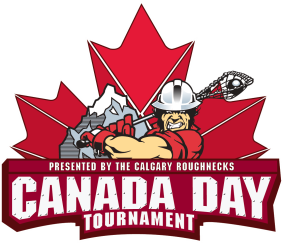 PRESENTED BY THE CALGARY ROUGHNECKS
CANADA DAY
TOURNAMENT